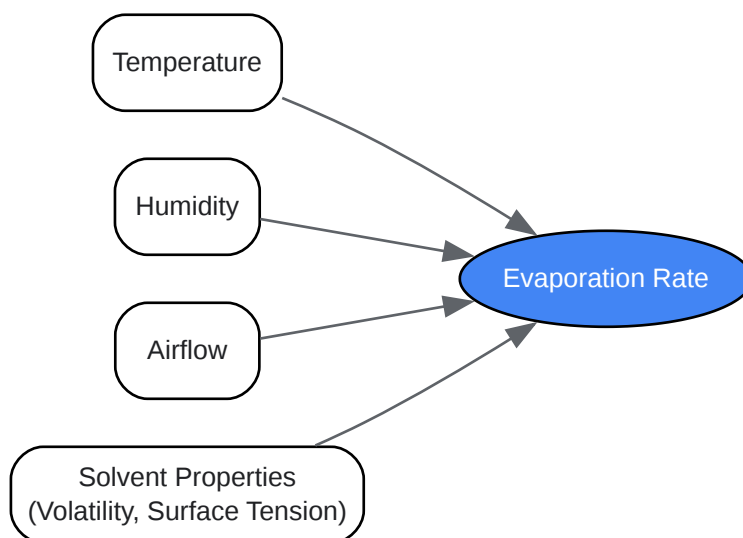 Temperature
Humidity
Evaporation Rate
Airflow
Solvent Properties
(Volatility, Surface Tension)